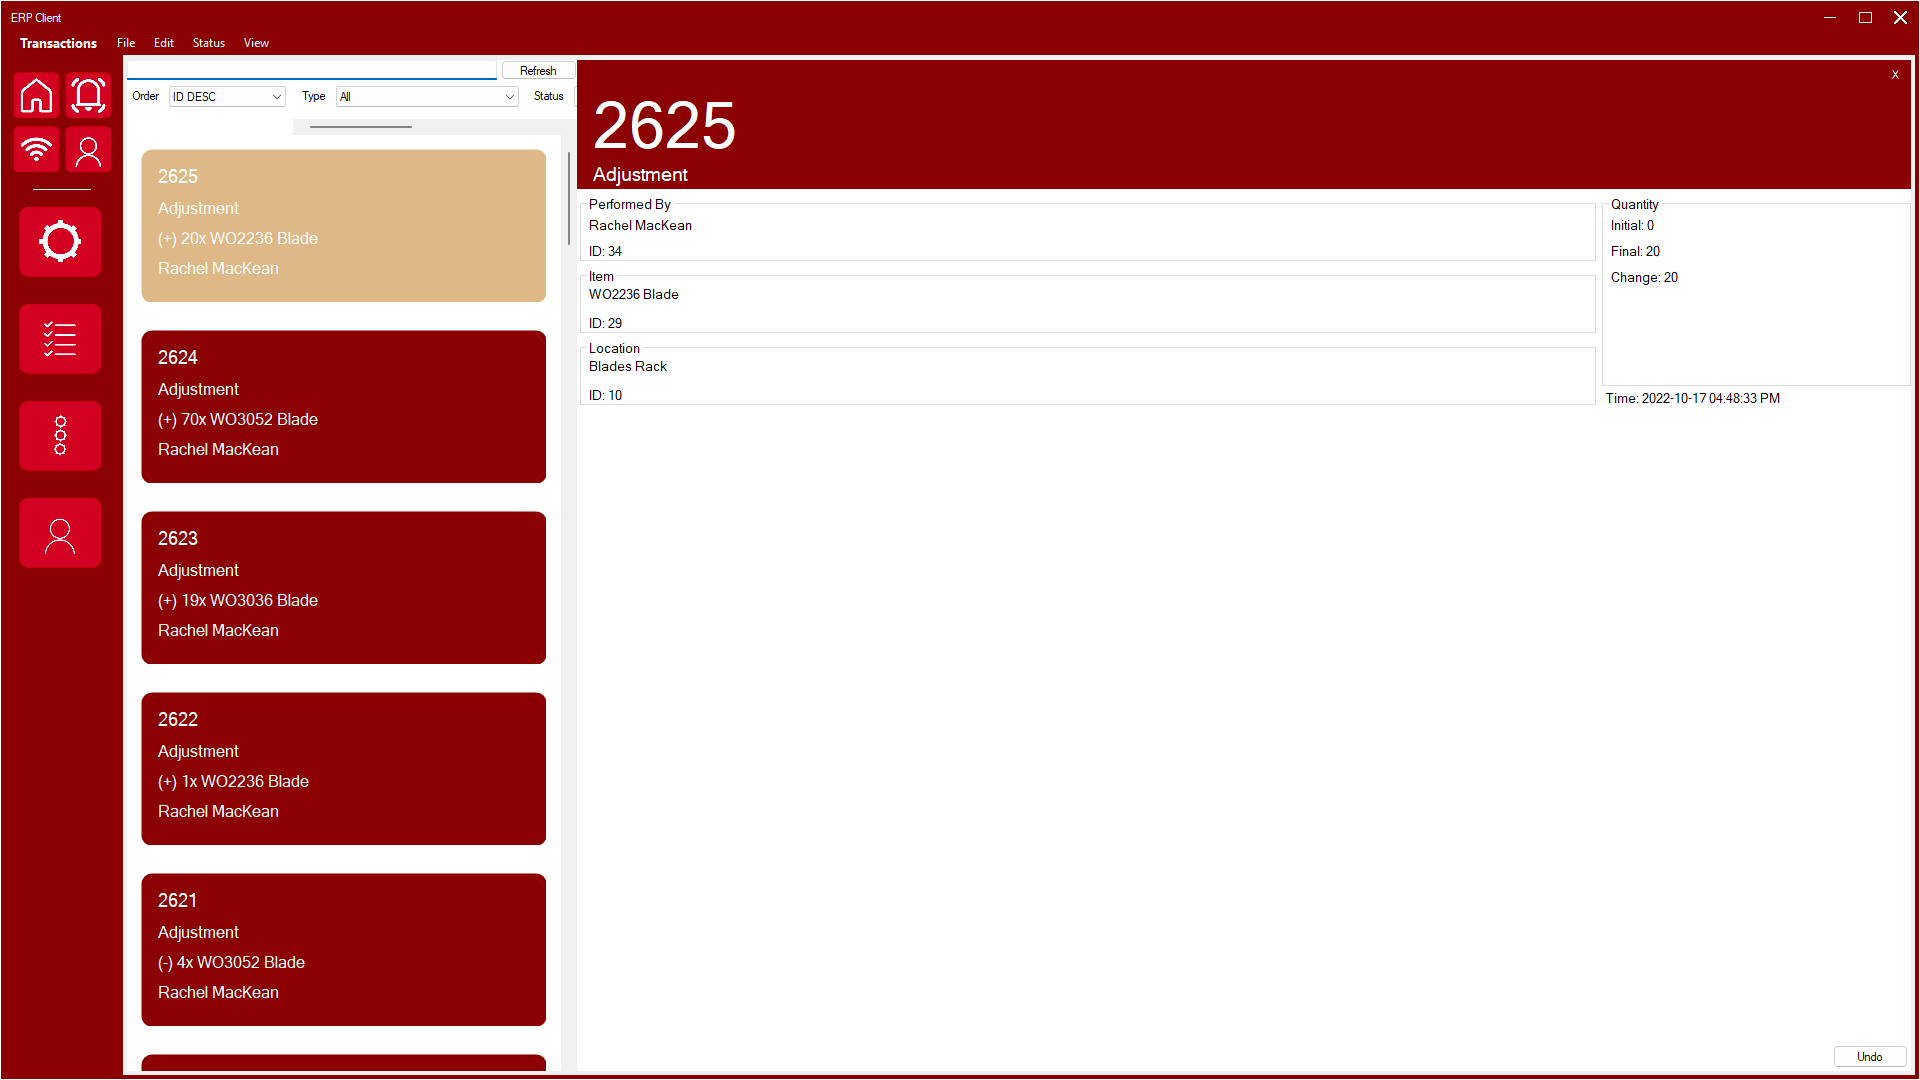 ERP Client
Transactions File Edit Status View
Refresh
Order ID DESC Type All Status
2625
Adjustment
(+) 20x WO2236 Blade
Rachel MacKean
2624
Adjustment
(+) 70x WO3052 Blade
Rachel MacKean
2623
Adjustment
(+) 19x WO3036 Blade
Rachel MacKean
2622
Adjustment
(+) 1x WO2236 Blade
Rachel MacKean
2621
Adjustment
(-) 4x WO3052 Blade
Rachel MacKean
X
2625
Adjustment
Performed By
Rachel MacKean
ID: 34
Item
WO2236 Blade
ID: 29
Location
Blades Rack
ID: 10
Quantity
Initial: 0
Final: 20
Change: 20
Time: 2022-10-17 04:48:33 PM
Undo